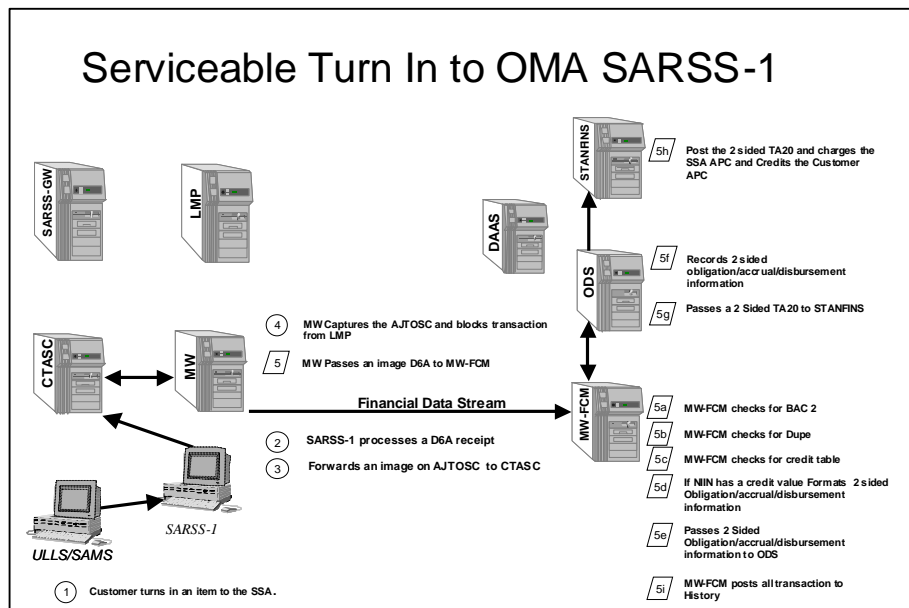 Serviceable Turn In to OMA SARSS-1
SARSS-GW
LMP
DAAS
STANRNS
5h
Post the 2 sided TA20 and charges the
SSA APC and Credits the Customer
APC
ODS
5f
Records 2 sided
obligation/accrual/disbursement
information
5g
Passes a 2 Sided TA20 to STANFINS
CTASC
MW
4
MW Captures the AJTOSC and blocks transaction
from LMP
5
MW Passes an image D6A to MW-FCM
Financial Data Stream
2
SARSS-1 processes a D6A receipt
3
Forwards an image on AJTOSC to CTASC
MW-FCM
5a
MW-FCM checks for BAC 2
5b
MW-FCM checks for Dupe
5c
MW-FCM checks for credit table
5d
If NIIN has a credit value Formats 2 sided
Obligation/accrual/disbursement
information
5e
Passes 2 Sided
Obligation/accrual/disbursement
information to ODS
5i
MW-FCM posts all transaction to
History
SARSS-1
ULLS/SAMS
1
Customer turns in an item to the SSA.